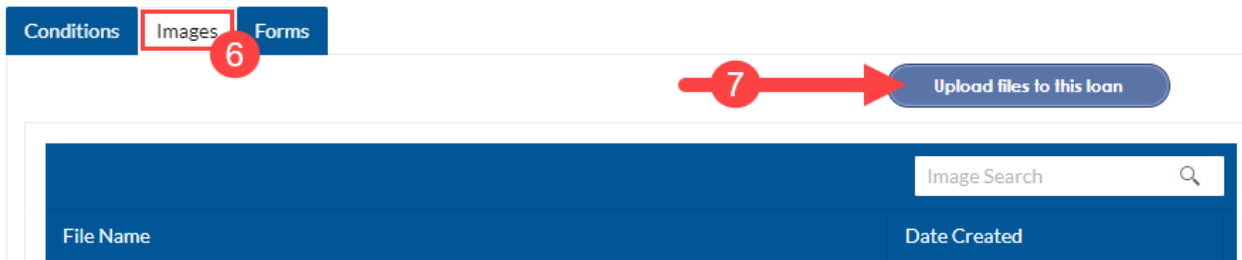 Conditions Images Forms
6
7
Upload files to this loan
Image Search
File Name Date Created